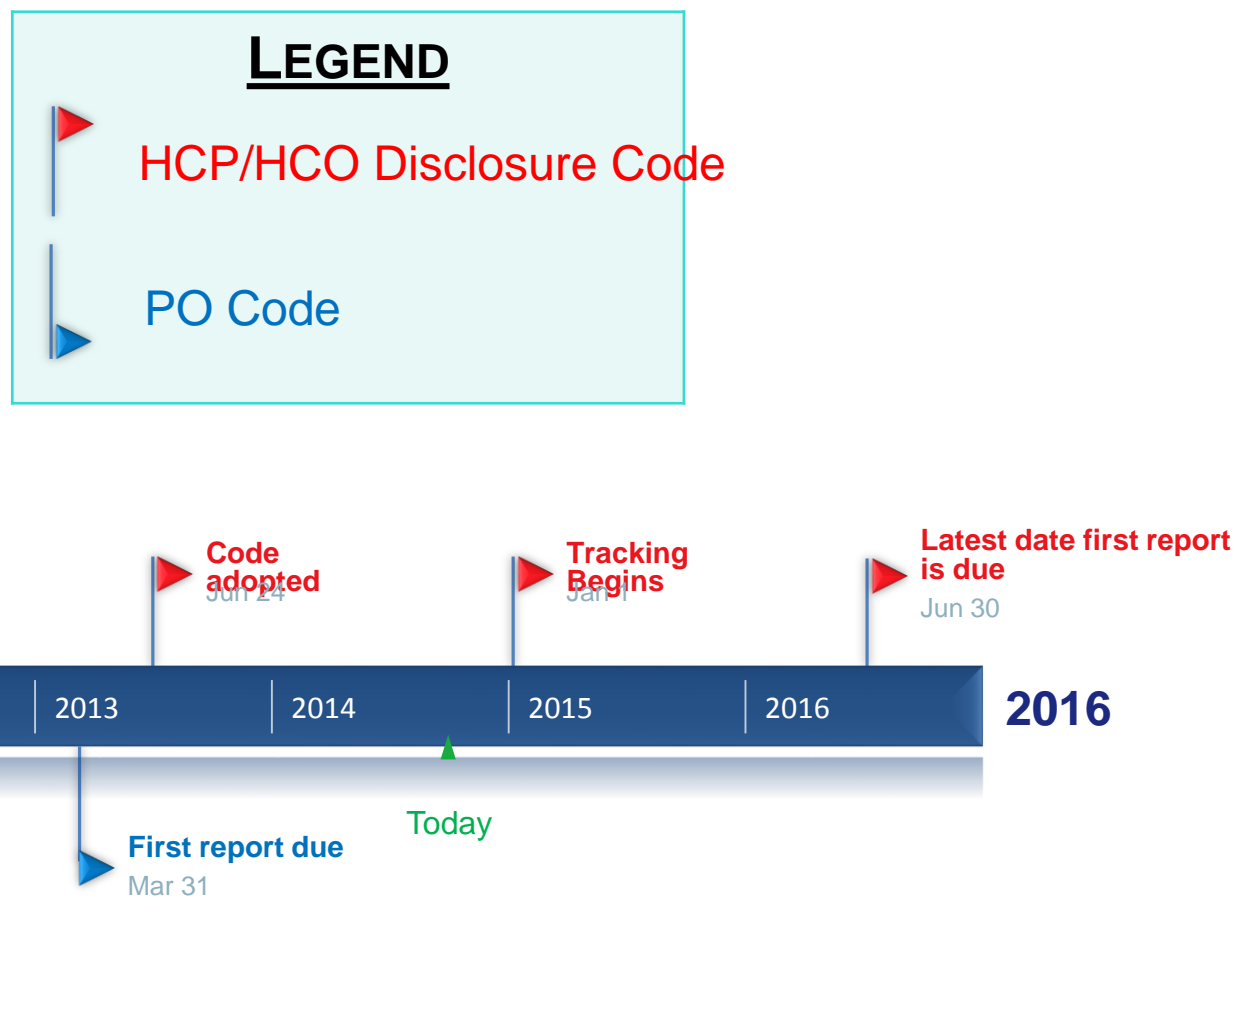 LEGEND
HCP/HCO Disclosure Code
PO Code
Code
adopted
Jun 24
Tracking
Begins
Jan 1
Latest date first report
is due
Jun 30
2013
2014
2015
2016
2016
Today
First report due
Mar 31